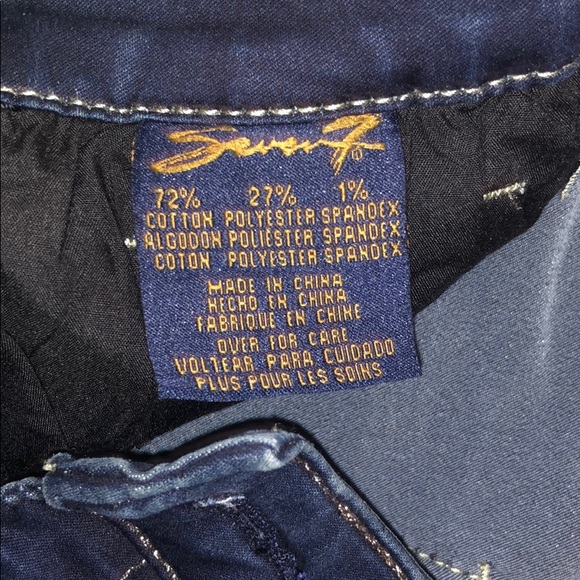 Seven7
72% 27% 1%
COTTON POLYESTER SPANDEX
ALGODON POLIESTER SPANDEX
COTON POLYESTER SPANDEX
MADE IN CHINA
HECHO EN CHINA
FABRIQUE EN CHINE
OVER FOR CARE
VOLTEAR PARA CUIDADO
PLUS POUR LES SOINS